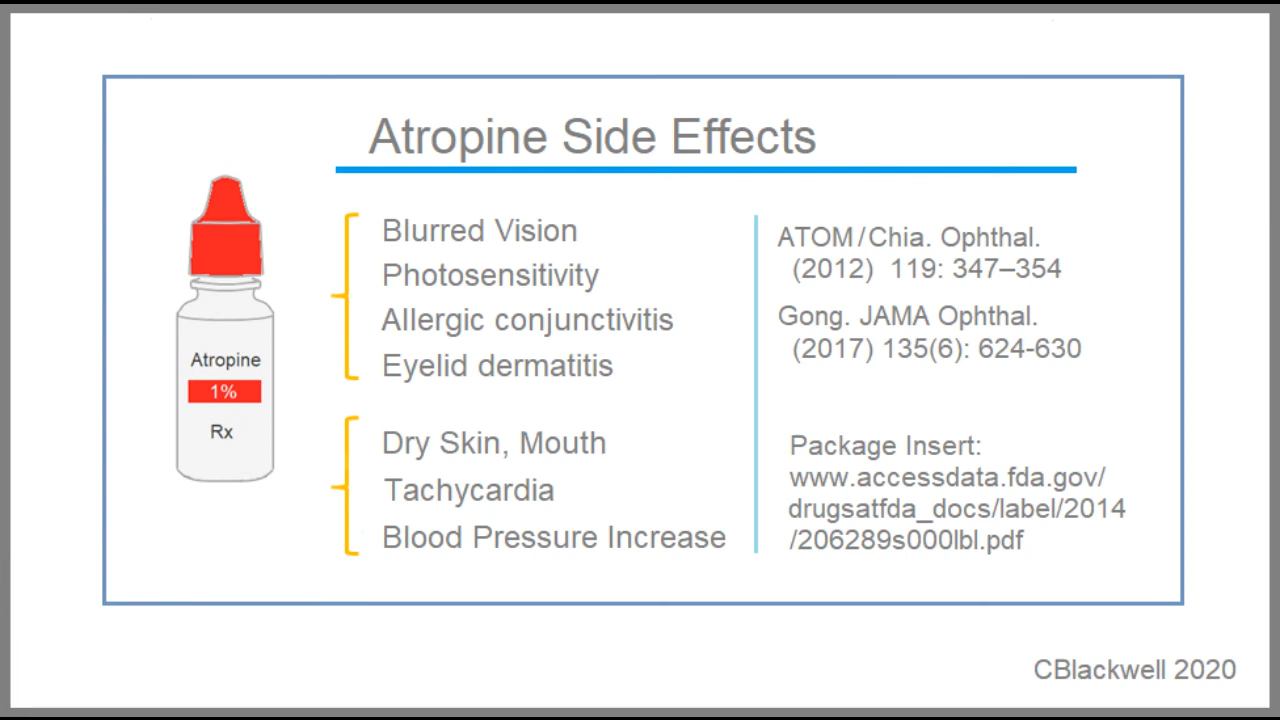 Atropine Side Effects
Atropine
1%
Rx
Blurred Vision
Photosensitivity
Allergic conjunctivitis
Eyelid dermatitis
Dry Skin, Mouth
Tachycardia
Blood Pressure Increase
ATOM/Chia. Ophthal.
(2012) 119: 347–354
Gong. JAMA Ophthal.
(2017) 135(6): 624-630
Package Insert:
www.accessdata.fda.gov/
drugsatfda_docs/label/2014
/206289s000lbl.pdf
CBlackwell 2020